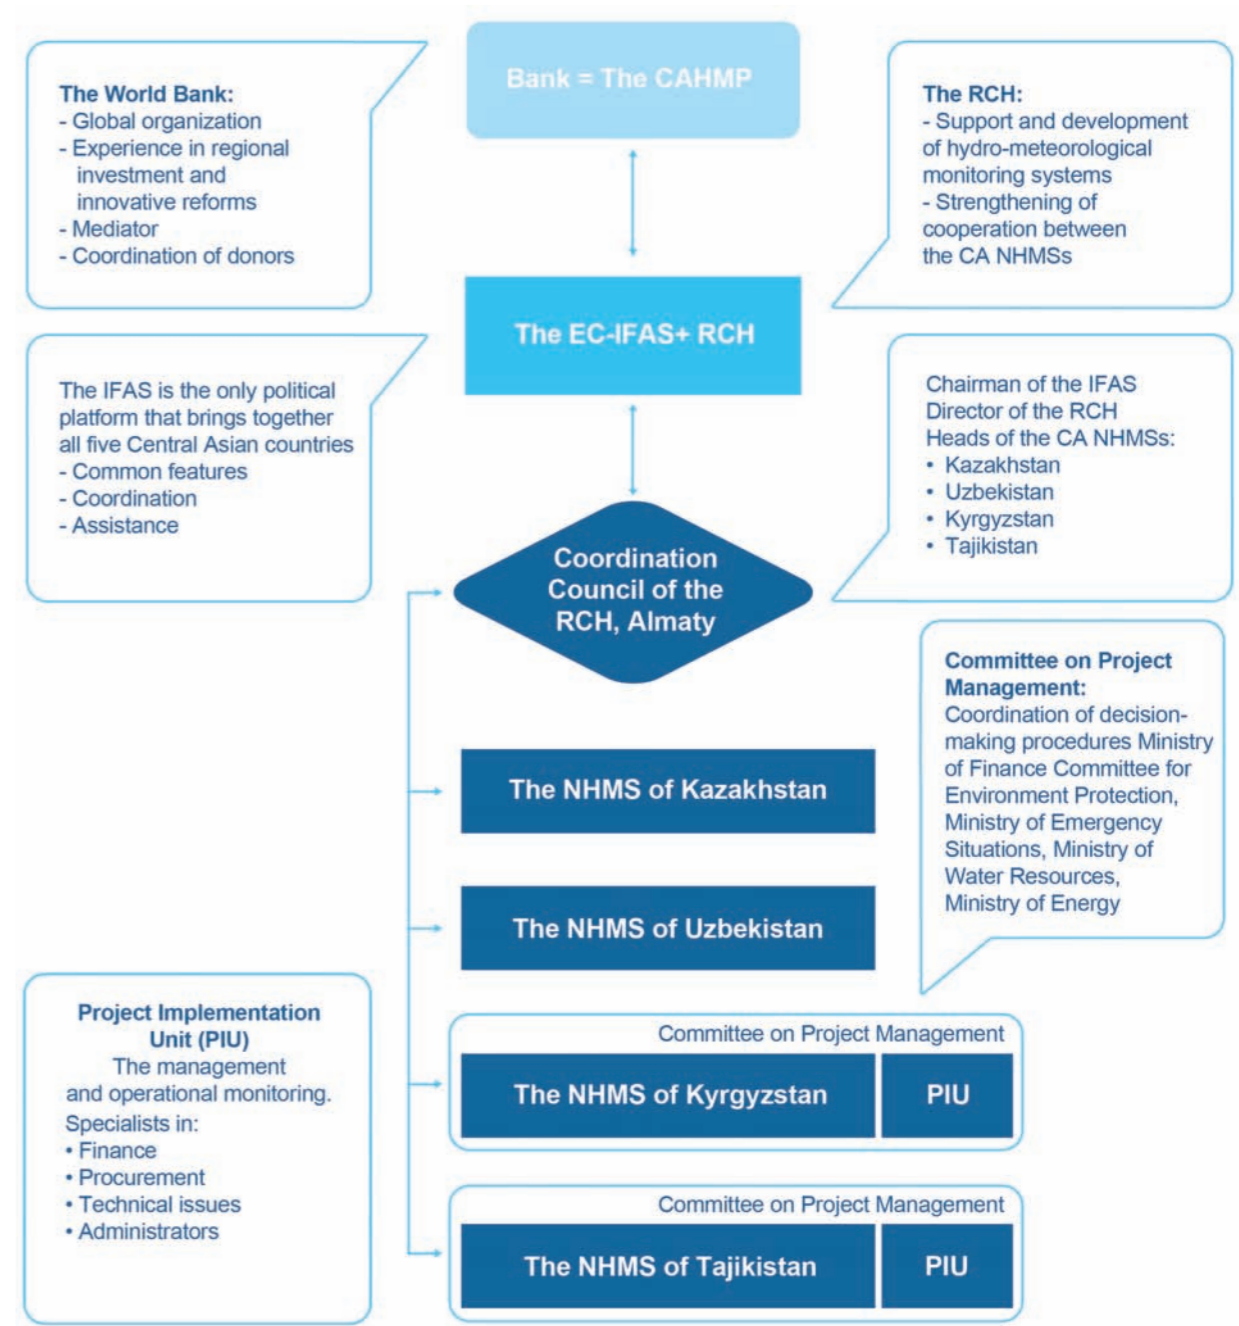 Bank = The CAHMP
The World Bank:
- Global organization
- Experience in regional
investment and
innovative reforms
- Mediator
- Coordination of donors
The RCH:
- Support and development
of hydro-meteorological
monitoring systems
- Strengthening of
cooperation between
the CA NHMSs
The EC-IFAS+ RCH
The IFAS is the only political
platform that brings together
all five Central Asian countries
- Common features
- Coordination
- Assistance
Chairman of the IFAS
Director of the RCH
Heads of the CA NHMSs:
• Kazakhstan
• Uzbekistan
• Kyrgyzstan
• Tajikistan
Coordination
Council of the
RCH, Almaty
Committee on Project
Management:
Coordination of decision-
making procedures Ministry
of Finance Committee for
Environment Protection,
Ministry of Emergency
Situations, Ministry of
Water Resources,
Ministry of Energy
The NHMS of Kazakhstan
The NHMS of Uzbekistan
Project Implementation
Unit (PIU)
The management
and operational monitoring.
Specialists in:
• Finance
• Procurement
• Technical issues
• Administrators
Committee on Project Management
The NHMS of Kyrgyzstan
PIU
Committee on Project Management
The NHMS of Tajikistan
PIU